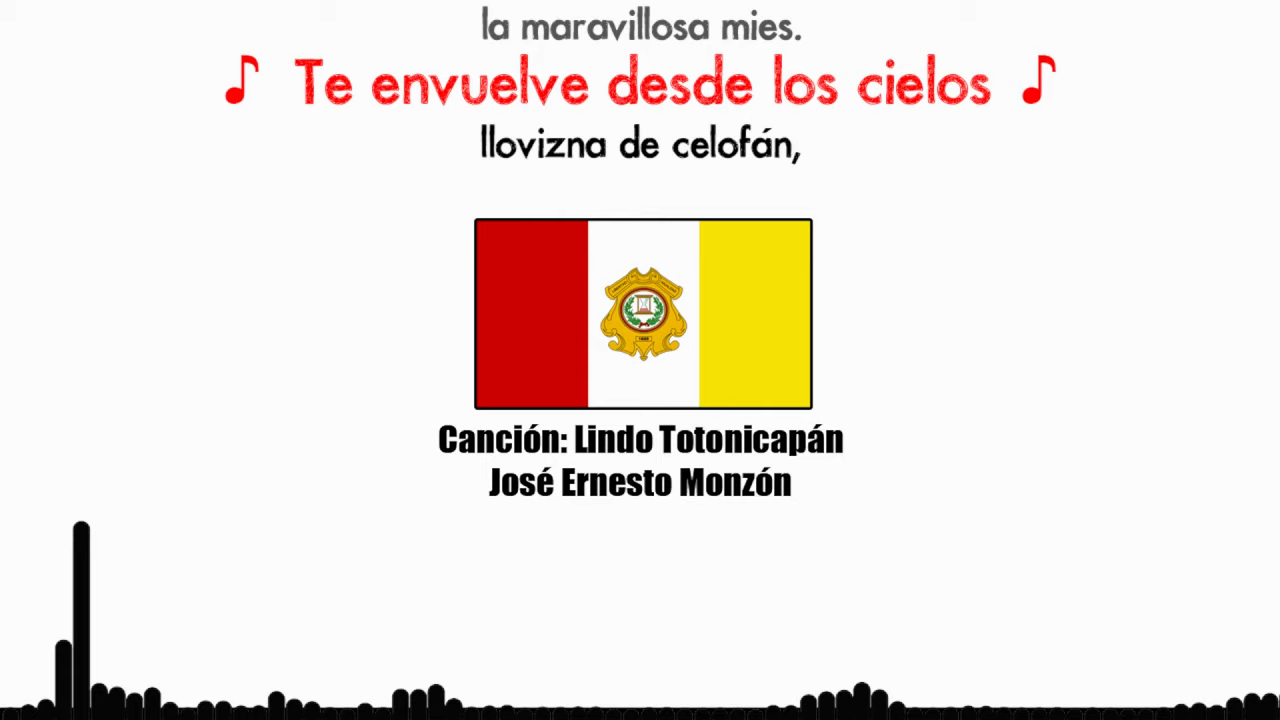 la maravillosa mies.
♪ Te envuelve desde los cielos ♪
llovizna de celofán,
Canción: Lindo Totonicapán
José Ernesto Monzón